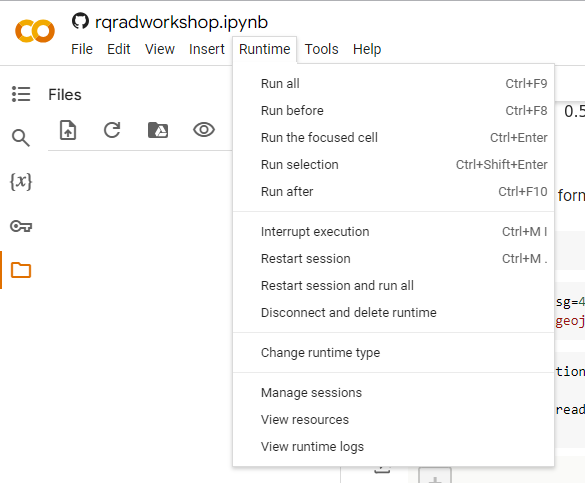 rqradworkshop.ipynb
File Edit View Insert Runtime Tools Help
Files
{x}
Run all Ctrl+F9
Run before Ctrl+F8
Run the focused cell Ctrl+Enter
Run selection Ctrl+Shift+Enter
Run after Ctrl+F10
Interrupt execution Ctrl+M I
Restart session Ctrl+M .
Restart session and run all
Disconnect and delete runtime
Change runtime type
Manage sessions
View resources
View runtime logs
0.5
forn
sg=4
geoj
tion
read